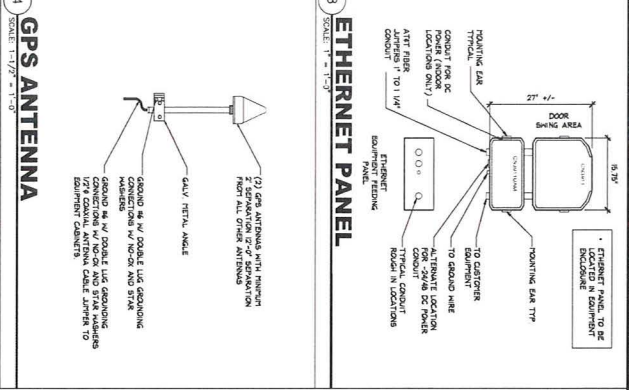 • ETHERNET PANEL TO BE
LOCATED IN EQUIPMENT
ENCLOSURE
15.75"
27" +/-
DOOR
SWING AREA
MOUNTING EAR
TYPICAL
CONDUIT FOR DC
POWER (INDOOR
LOCATIONS ONLY)
AT&T FIBER
JUMPERS 1" TO 1 1/4"
CONDUIT
MOUNTING EAR TYP
TO CUSTOMER
EQUIPMENT
TO GROUND WIRE
ALTERNATE LOCATION
FOR -24/48 DC POWER
CONDUIT
TYPICAL CONDUIT
ROUGH IN LOCATIONS
ETHERNET
EQUIPMENT FEEDING
PANEL
3
ETHERNET PANEL
SCALE: 1" = 1'-0"
(2) GPS ANTENNAS WITH MINIMUM
2' SEPARATION 12'-0" SEPARATION
FROM ALL OTHER ANTENNAS
GALV. METAL ANGLE
GROUND #6 W/ DOUBLE LUG GROUNDING
CONNECTIONS W/ NO-OX AND STAR
WASHERS
GROUND #6 W/ DOUBLE LUG GROUNDING
CONNECTIONS W/ NO-OX AND STAR WASHERS
1/2"Ø COAXIAL ANTENNA CABLE JUMPER TO
EQUIPMENT CABINETS.
4
GPS ANTENNA
SCALE: 1-1/2" = 1'-0"